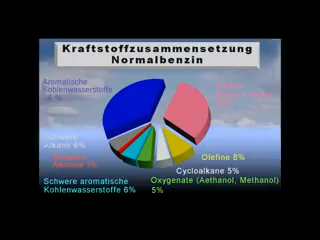 Kraftstoffzusammensetzung
Normalbenzin
Aromatische
Kohlenwasserstoffe
Alkane 6%
Olefine 8%
Cycloalkane 5%
Oxygenate (Aethanol, Methanol)
5%
Schwere aromatische
Kohlenwasserstoffe 6%